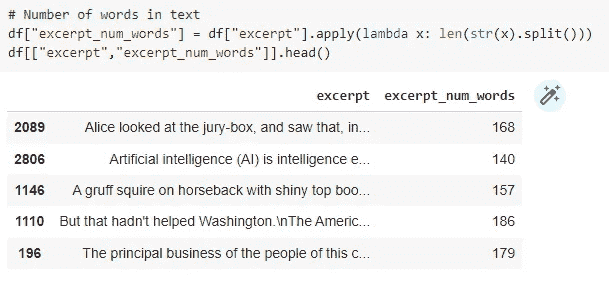 # Number of words in text
df["excerpt_num_words"] = df["excerpt"].apply(lambda x: len(str(x).split()))
df[["excerpt","excerpt_num_words"]].head()
excerpt excerpt_num_words
2089 Alice looked at the jury-box, and saw that, in... 168
2806 Artificial intelligence (AI) is intelligence e... 140
1146 A gruff squire on horseback with shiny top boo... 157
1110 But that hadn't helped Washington.\nThe Americ... 186
196 The principal business of the people of this c... 179